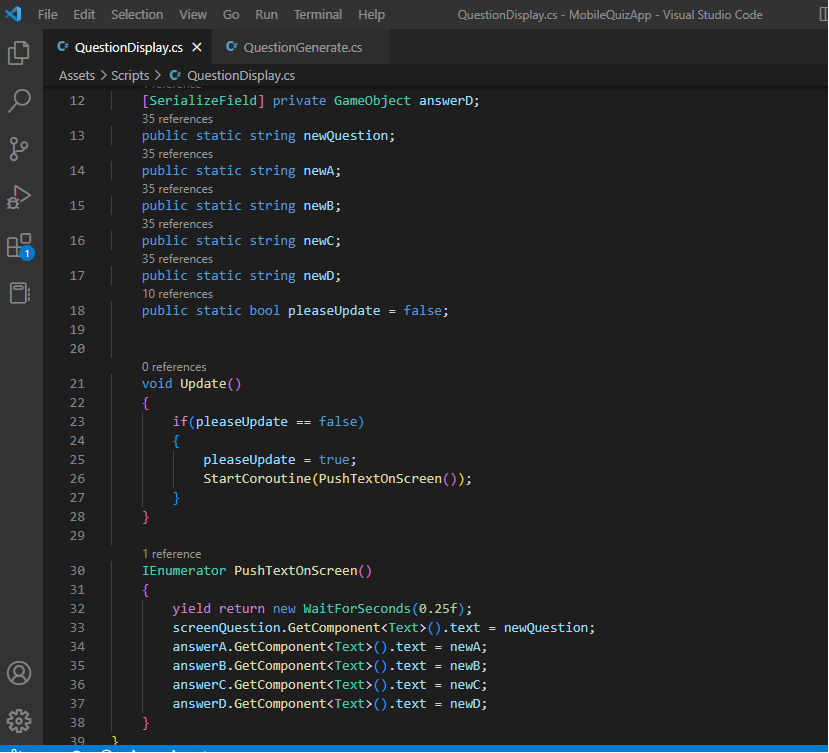 File Edit Selection View Go Run Terminal Help QuestionDisplay.cs - MobileQuizApp - Visual Studio Code
QuestionDisplay.cs QuestionGenerate.cs
Assets > Scripts > QuestionDisplay.cs
12 [SerializeField] private GameObject answerD;
35 references
13 public static string newQuestion;
35 references
14 public static string newA;
35 references
15 public static string newB;
35 references
16 public static string newC;
35 references
17 public static string newD;
10 references
18 public static bool pleaseUpdate = false;
19
20
0 references
21 void Update()
22 {
23 if(pleaseUpdate == false)
24 {
25 pleaseUpdate = true;
26 StartCoroutine(PushTextOnScreen());
27 }
28 }
29
1 reference
30 IEnumerator PushTextOnScreen()
31 {
32 yield return new WaitForSeconds(0.25f);
33 screenQuestion.GetComponent<Text>().text = newQuestion;
34 answerA.GetComponent<Text>().text = newA;
35 answerB.GetComponent<Text>().text = newB;
36 answerC.GetComponent<Text>().text = newC;
37 answerD.GetComponent<Text>().text = newD;
38 }
39 }
1